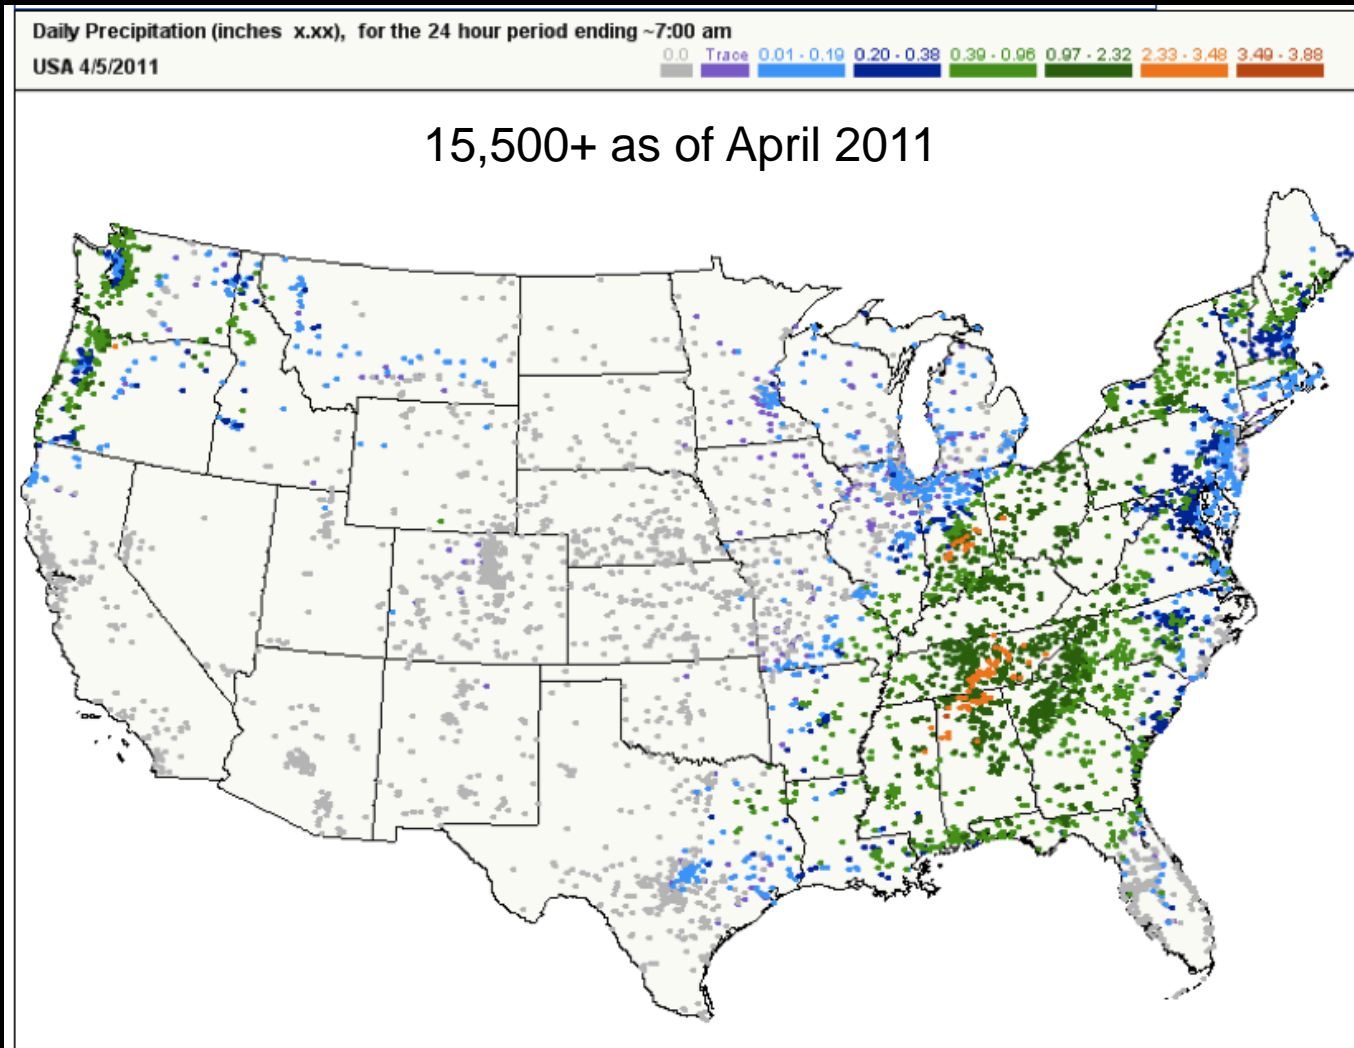 Daily Precipitation (inches x.xx), for the 24 hour period ending ~7:00 am
USA 4/5/2011
0.0 Trace 0.01 - 0.19 0.20 - 0.38 0.39 - 0.96 0.97 - 2.32 2.33 - 3.48 3.49 - 3.88
15,500+ as of April 2011